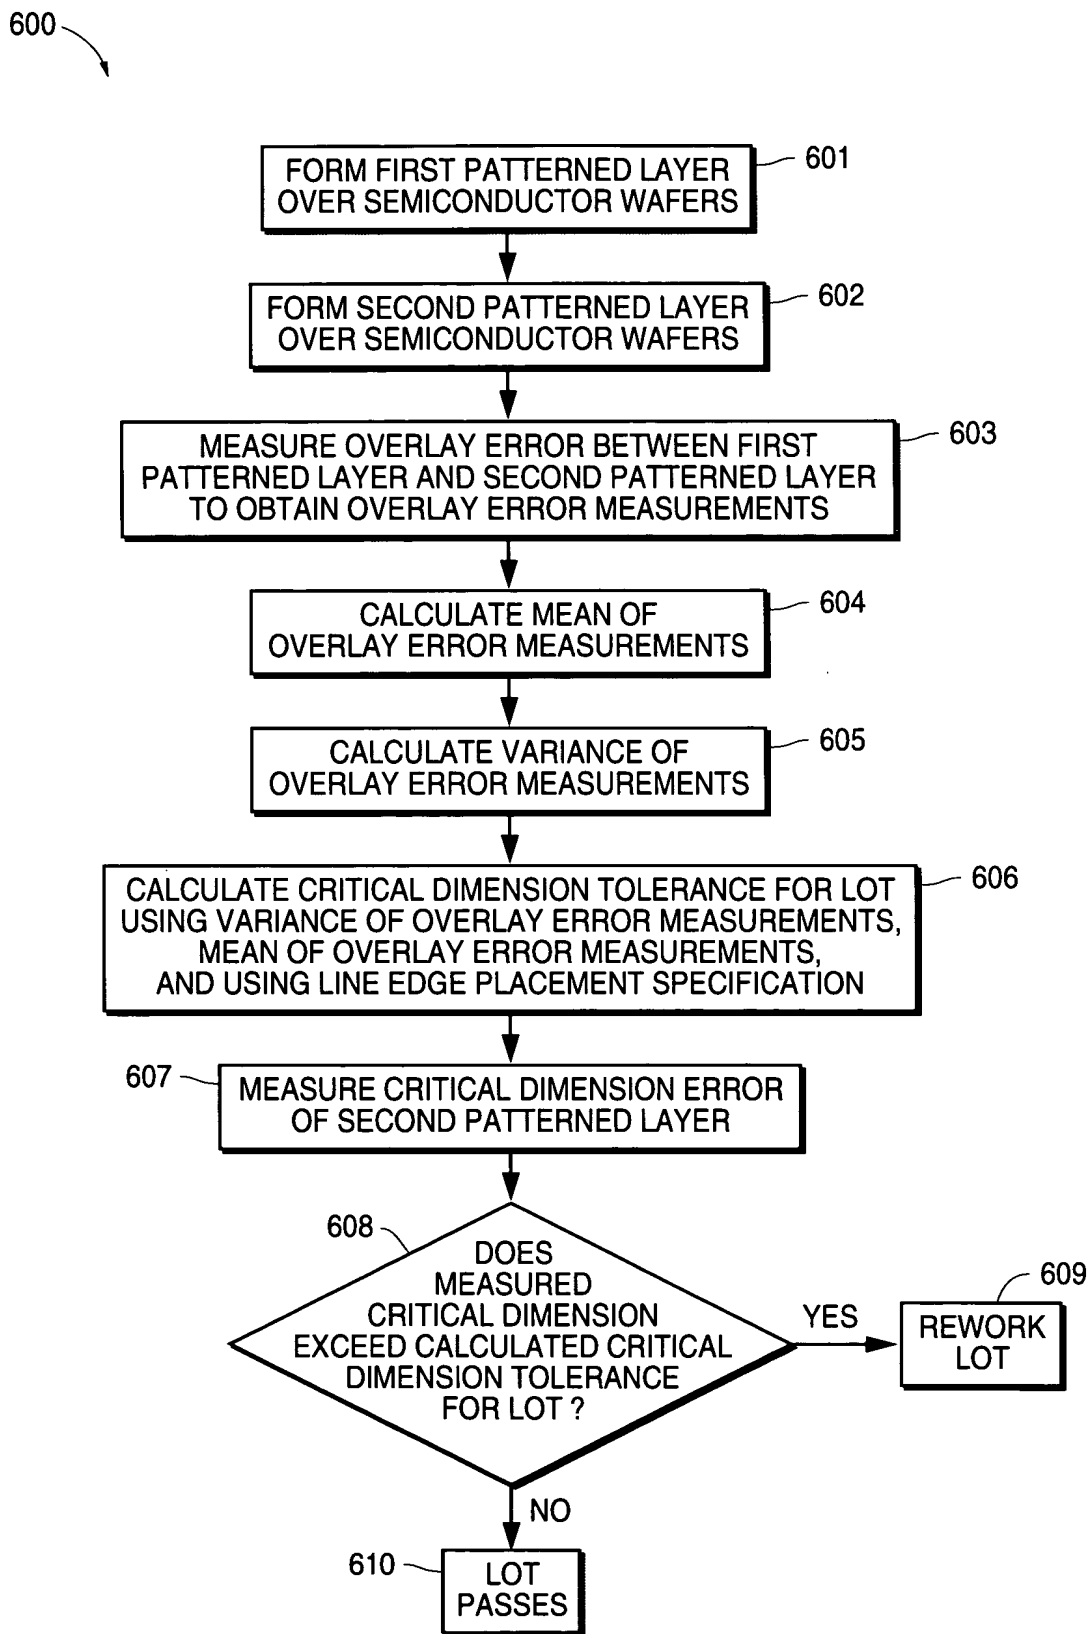 600
FORM FIRST PATTERNED LAYER
OVER SEMICONDUCTOR WAFERS
601
FORM SECOND PATTERNED LAYER
OVER SEMICONDUCTOR WAFERS
602
MEASURE OVERLAY ERROR BETWEEN FIRST
PATTERNED LAYER AND SECOND PATTERNED LAYER
TO OBTAIN OVERLAY ERROR MEASUREMENTS
603
CALCULATE MEAN OF
OVERLAY ERROR MEASUREMENTS
604
CALCULATE VARIANCE OF
OVERLAY ERROR MEASUREMENTS
605
CALCULATE CRITICAL DIMENSION TOLERANCE FOR LOT
USING VARIANCE OF OVERLAY ERROR MEASUREMENTS,
MEAN OF OVERLAY ERROR MEASUREMENTS,
AND USING LINE EDGE PLACEMENT SPECIFICATION
606
607
MEASURE CRITICAL DIMENSION ERROR
OF SECOND PATTERNED LAYER
608
DOES
MEASURED
CRITICAL DIMENSION
EXCEED CALCULATED CRITICAL
DIMENSION TOLERANCE
FOR LOT ?
YES
609
REWORK
LOT
NO
610
LOT
PASSES